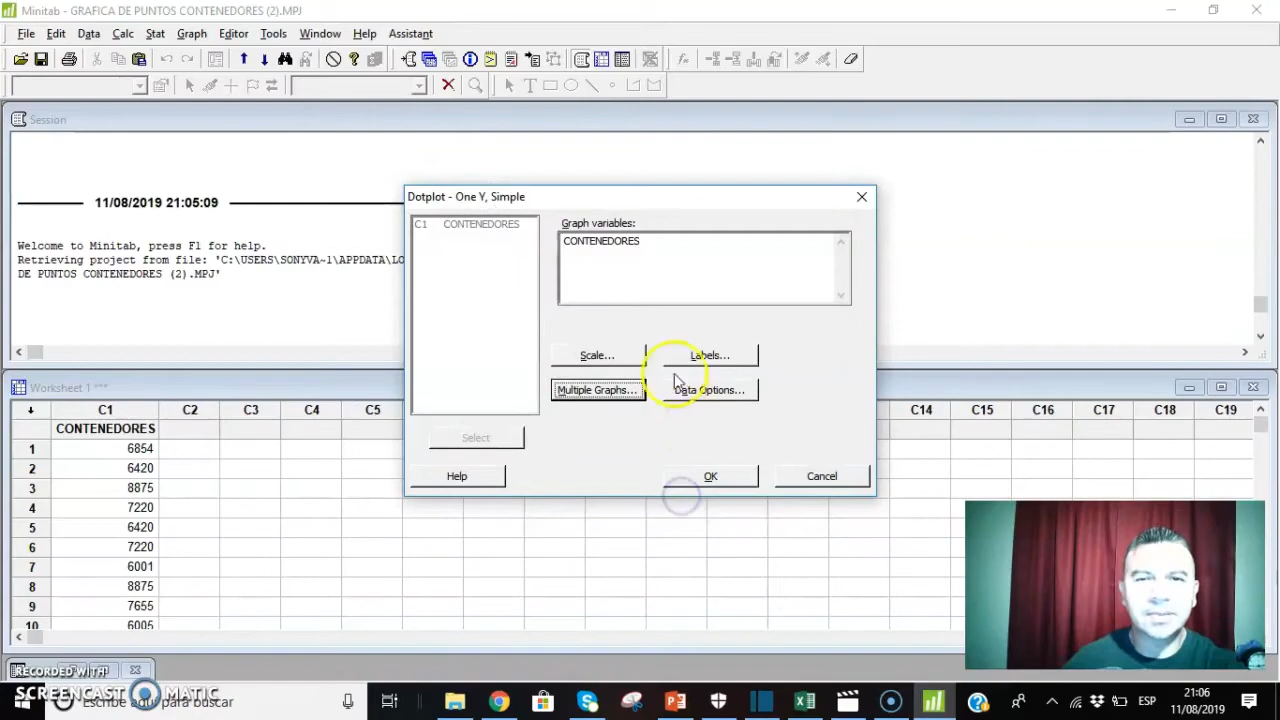 Minitab - GRAFICA DE PUNTOS CONTENEDORES (2).MPJ
File Edit Data Calc Stat Graph Editor Tools Window Help Assistant
Session
11/08/2019 21:05:09
Welcome to Minitab, press F1 for help.
Retrieving project from file: 'C:\USERS\SONYVA~1\APPDATA\LO
DE PUNTOS CONTENEDORES (2).MPJ'
Dotplot - One Y, Simple
C1 CONTENEDORES
Graph variables:
CONTENEDORES
Scale... Labels...
Multiple Graphs... Data Options...
Select
Help OK Cancel
Worksheet 1 ***
C1 C2 C3 C4 C5 C14 C15 C16 C17 C18 C19
CONTENEDORES
1 6854
2 6420
3 8875
4 7220
5 6420
6 7220
7 6001
8 8875
9 7655
10 6005
RECORDED WITH
SCREENCAST MATIC
Escribe aquí para buscar
ESP
21:06
11/08/2019